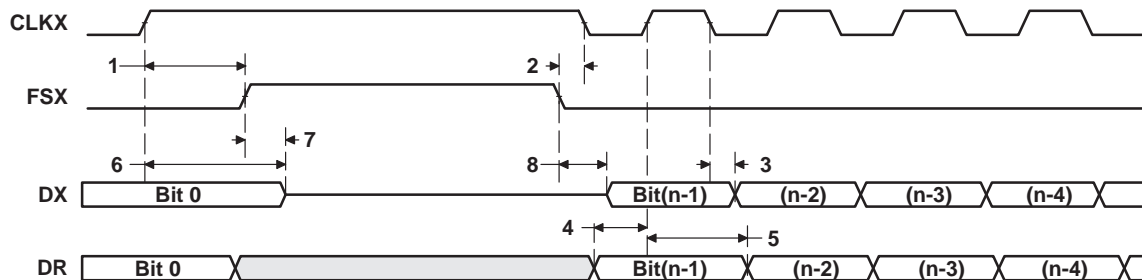 CLKX
1
2
FSX
7
6
8
3
DX
Bit 0
Bit(n-1)
(n-2)
(n-3)
(n-4)
4
5
DR
Bit 0
Bit(n-1)
(n-2)
(n-3)
(n-4)